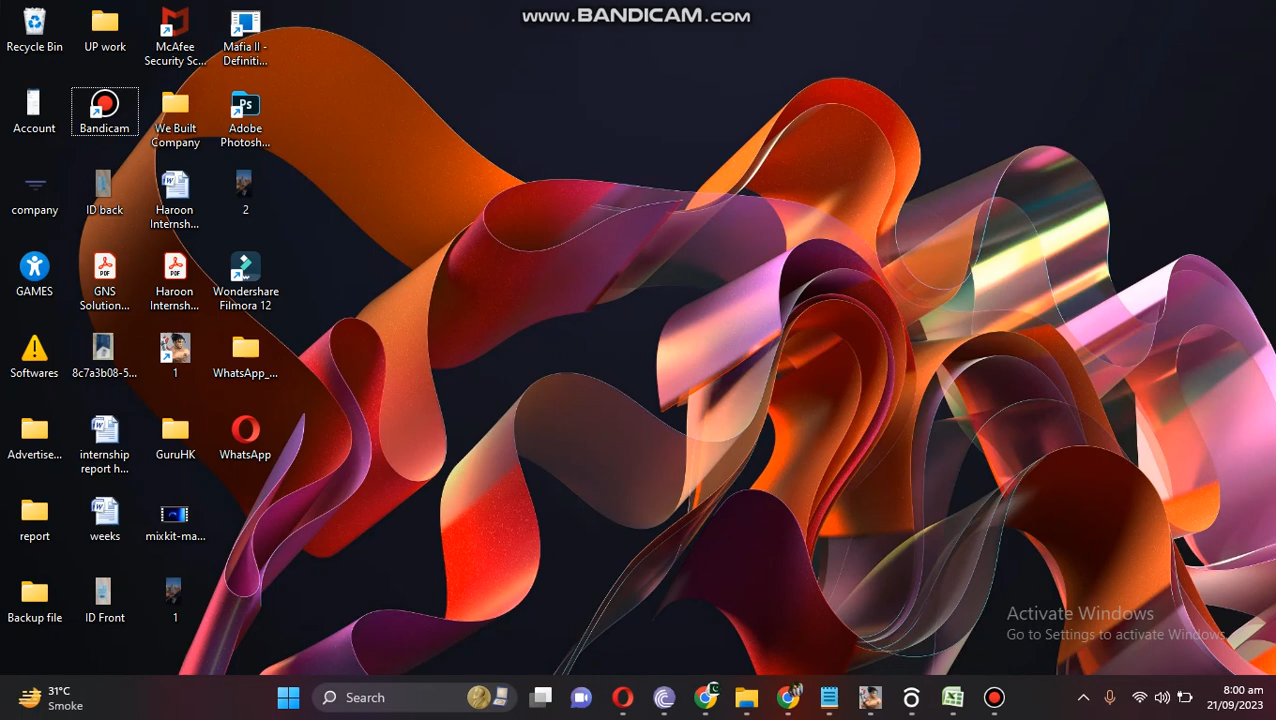 www.BANDICAM.com
Recycle Bin
UP work
McAfee
Security Sc...
Mafia II -
Definiti...
Account
Bandicam
We Built
Company
Ps
Adobe
Photosh...
company
ID back
Haroon
Internsh...
2
GAMES
PDF
GNS
Solution...
PDF
Haroon
Internsh...
Wondershare
Filmora 12
Softwares
8c7a3b08-5...
1
WhatsApp_...
Advertise...
internship
report h...
GuruHK
WhatsApp
report
weeks
mixkit-ma...
Backup file
ID Front
1
Activate Windows
Go to Settings to activate Windows.
31°C
Smoke
Search
8:00 am
21/09/2023